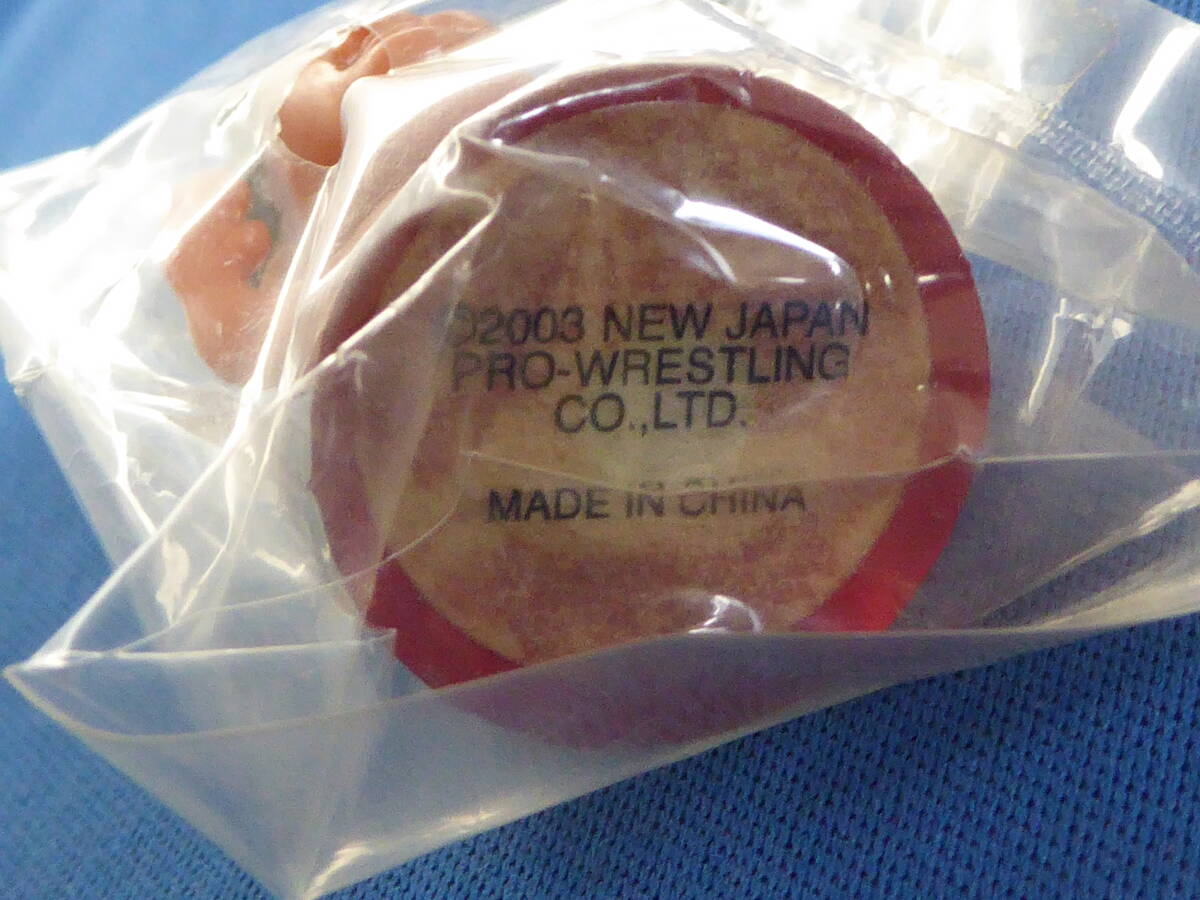 ©2003 NEW JAPAN
PRO-WRESTLING
CO.,LTD.
MADE IN CHINA